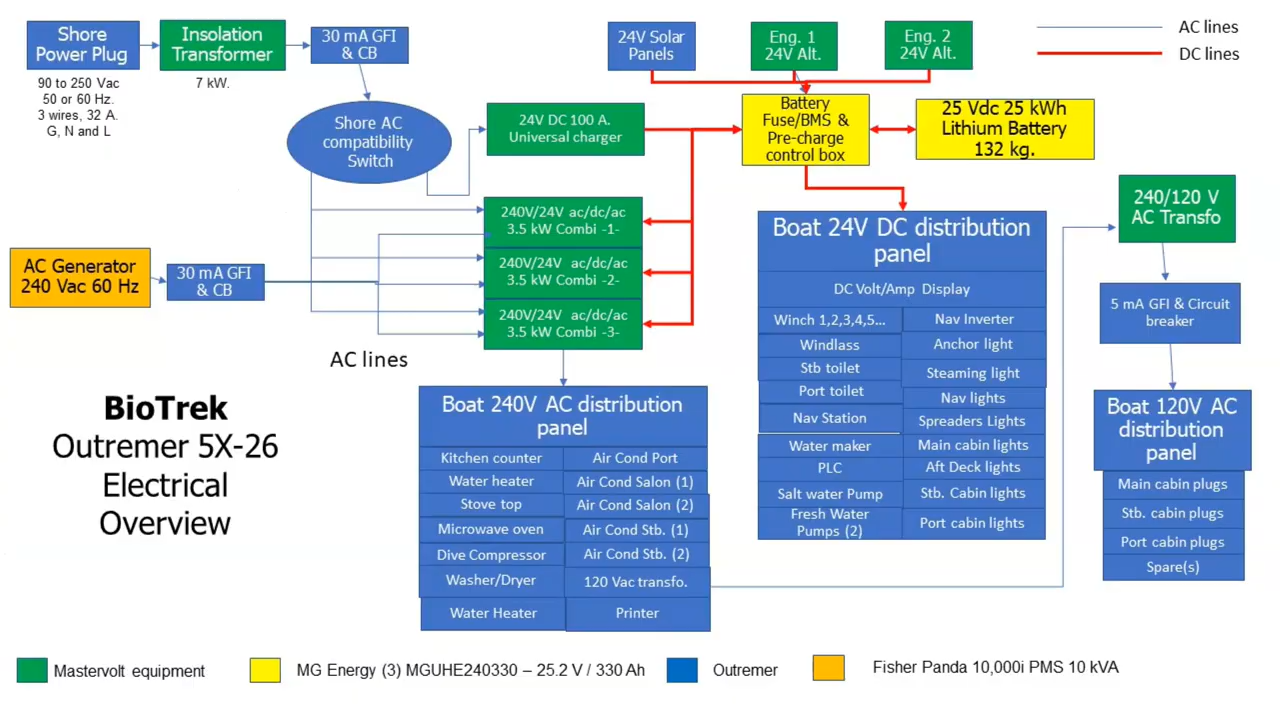 Shore
Power Plug
90 to 250 Vac
50 or 60 Hz.
3 wires, 32 A.
G, N and L
Insolation
Transformer
7 kW.
30 mA GFI
& CB
Shore AC
compatibility
Switch
24V Solar
Panels
Eng. 1
24V Alt.
Eng. 2
24V Alt.
AC lines
DC lines
24V DC 100 A.
Universal charger
Battery
Fuse/BMS &
Pre-charge
control box
25 Vdc 25 kWh
Lithium Battery
132 kg.
240V/24V ac/dc/ac
3.5 kW Combi -1-
240V/24V ac/dc/ac
3.5 kW Combi -2-
240V/24V ac/dc/ac
3.5 kW Combi -3-
AC Generator
240 Vac 60 Hz
30 mA GFI
& CB
AC lines
BioTrek
Outremer 5X-26
Electrical
Overview
Boat 240V AC distribution
panel
Kitchen counter
Air Cond Port
Water heater
Air Cond Salon (1)
Stove top
Air Cond Salon (2)
Microwave oven
Air Cond Stb. (1)
Dive Compressor
Air Cond Stb. (2)
Washer/Dryer
120 Vac transfo.
Water Heater
Printer
Boat 24V DC distribution
panel
DC Volt/Amp Display
Winch 1,2,3,4,5...
Nav Inverter
Windlass
Anchor light
Stb toilet
Steaming light
Port toilet
Nav lights
Nav Station
Spreaders Lights
Water maker
Main cabin lights
PLC
Aft Deck lights
Salt water Pump
Stb. Cabin lights
Fresh Water
Pumps (2)
Port cabin lights
240/120 V
AC Transfo
5 mA GFI & Circuit
breaker
Boat 120V AC
distribution
panel
Main cabin plugs
Stb. cabin plugs
Port cabin plugs
Spare(s)
Mastervolt equipment
MG Energy (3) MGUHE240330 – 25.2 V / 330 Ah
Outremer
Fisher Panda 10,000i PMS 10 kVA